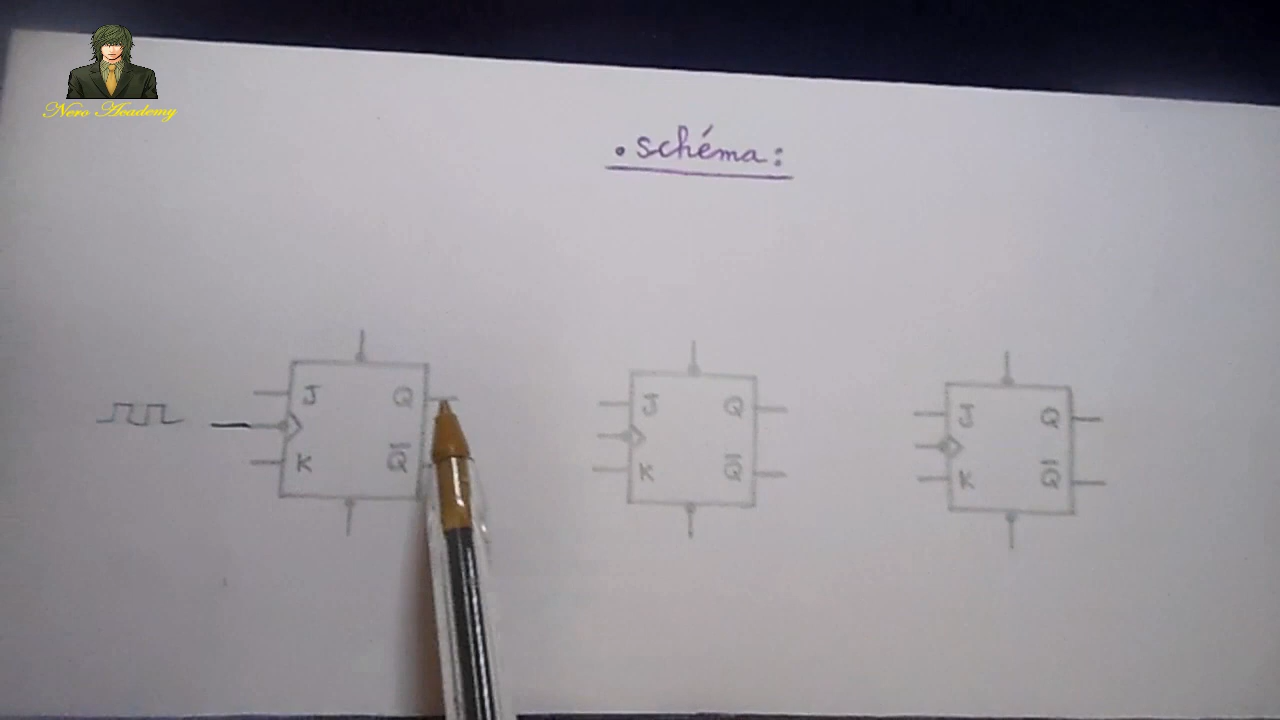 Nero Academy
. schéma:
J Q
K Q̅
J Q
K Q̅
J Q
K Q̅